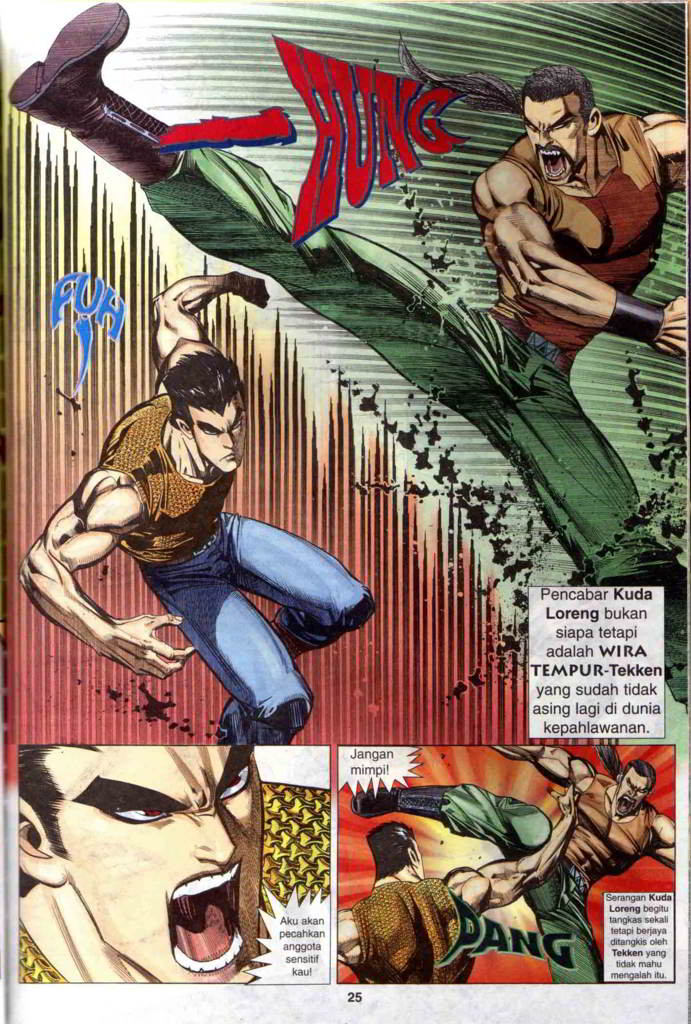 HUNG
FUH
Pencabar Kuda
Loreng bukan
siapa tetapi
adalah WIRA
TEMPUR-Tekken
yang sudah tidak
asing lagi di dunia
kepahlawanan.
Aku akan
pecahkan
anggota
sensitif
kau!
Jangan
mimpi!
PANG
Serangan Kuda
Loreng begitu
tangkas sekali
tetapi berjaya
ditangkis oleh
Tekken yang
tidak mahu
mengalah itu.
25